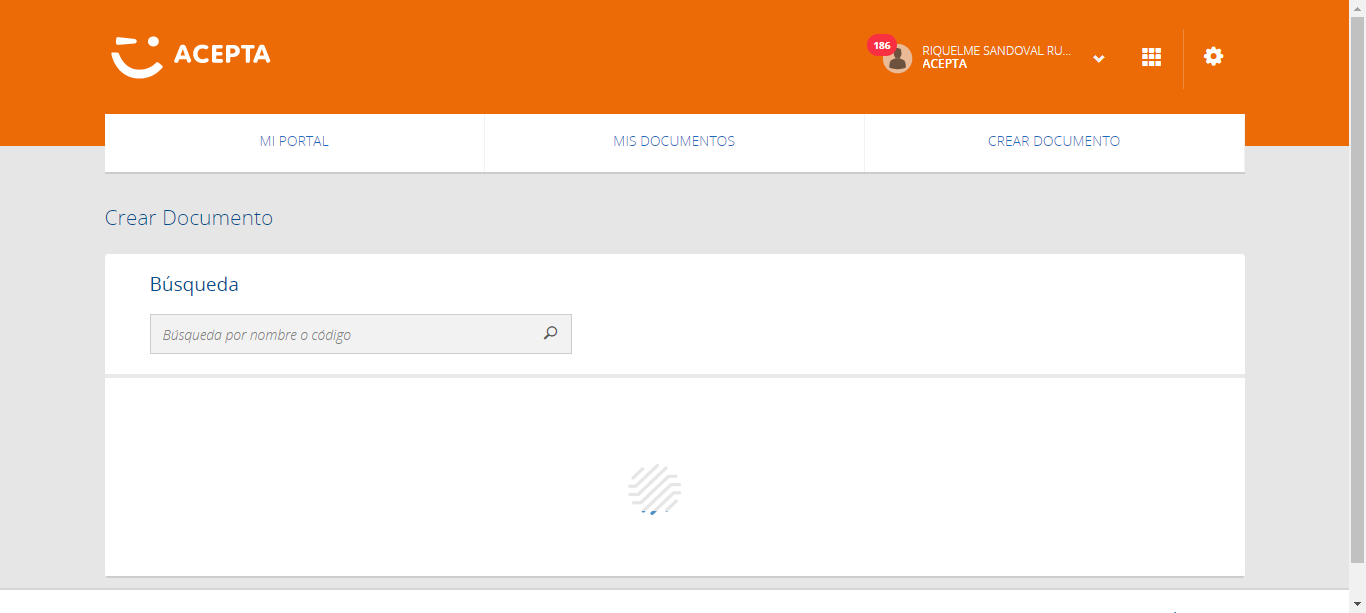 ACEPTA
186
RIQUELME SANDOVAL RU...
ACEPTA
MI PORTAL
MIS DOCUMENTOS
CREAR DOCUMENTO
Crear Documento
Búsqueda
Búsqueda por nombre o código